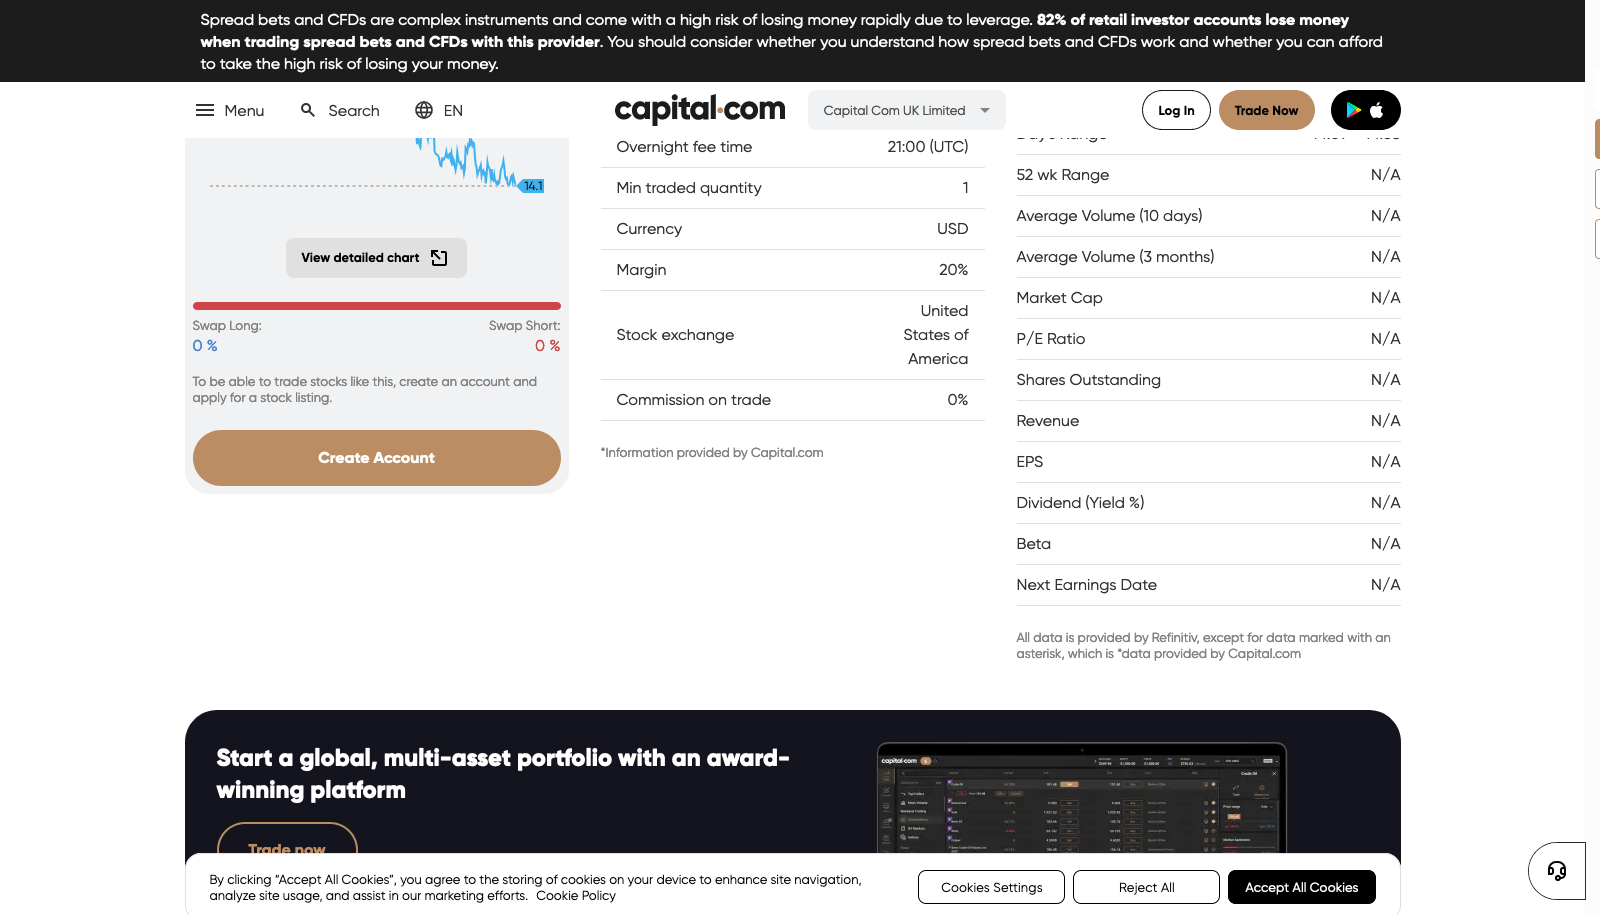 Spread bets and CFDs are complex instruments and come with a high risk of losing money rapidly due to leverage. 82% of retail investor accounts lose money
when trading spread bets and CFDs with this provider. You should consider whether you understand how spread bets and CFDs work and whether you can afford
to take the high risk of losing your money.
Menu
Search
EN
capital.com
Capital Com UK Limited
Log In
Trade Now
14.1
View detailed chart
Swap Long:
Swap Short:
0 %
0 %
To be able to trade stocks like this, create an account and
apply for a stock listing.
Create Account
Overnight fee time
21:00 (UTC)
Min traded quantity
1
Currency
USD
Margin
20%
Stock exchange
United
States of
America
Commission on trade
0%
*Information provided by Capital.com
52 wk Range
N/A
Average Volume (10 days)
N/A
Average Volume (3 months)
N/A
Market Cap
N/A
P/E Ratio
N/A
Shares Outstanding
N/A
Revenue
N/A
EPS
N/A
Dividend (Yield %)
N/A
Beta
N/A
Next Earnings Date
N/A
All data is provided by Refinitiv, except for data marked with an
asterisk, which is *data provided by Capital.com
Start a global, multi-asset portfolio with an award-
winning platform
Trade now
capital.com
Crude Oil
By clicking “Accept All Cookies”, you agree to the storing of cookies on your device to enhance site navigation,
analyze site usage, and assist in our marketing efforts. Cookie Policy
Cookies Settings
Reject All
Accept All Cookies